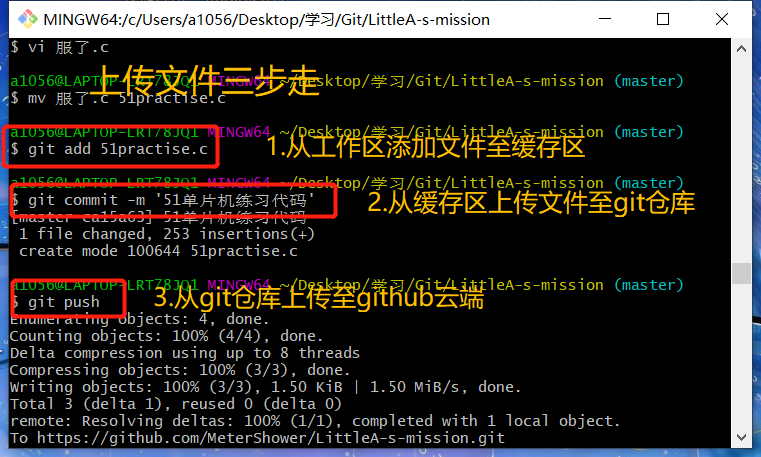 MINGW64:/c/Users/a1056/Desktop/学习/Git/LittleA-s-mission
$ vi 服了.c
上传文件三步走
a1056@LAPTOP-LRT78JQ1 MINGW64 ~/Desktop/学习/Git/LittleA-s-mission (master)
$ mv 服了.c 51practise.c
a1056@LAPTOP-LRT78JQ1 MINGW64 ~/Desktop/学习/Git/LittleA-s-mission (master)
$ git add 51practise.c
1.从工作区添加文件至缓存区
a1056@LAPTOP-LRT78JQ1 MINGW64 ~/Desktop/学习/Git/LittleA-s-mission (master)
$ git commit -m '51单片机练习代码'
2.从缓存区上传文件至git仓库
[master ca15a63] 51单片机练习代码
1 file changed, 253 insertions(+)
create mode 100644 51practise.c
a1056@LAPTOP-LRT78JQ1 MINGW64 ~/Desktop/学习/Git/LittleA-s-mission (master)
$ git push
3.从git仓库上传至github云端
Enumerating objects: 4, done.
Counting objects: 100% (4/4), done.
Delta compression using up to 8 threads
Compressing objects: 100% (3/3), done.
Writing objects: 100% (3/3), 1.50 KiB | 1.50 MiB/s, done.
Total 3 (delta 1), reused 0 (delta 0)
remote: Resolving deltas: 100% (1/1), completed with 1 local object.
To https://github.com/MeterShower/LittleA-s-mission.git